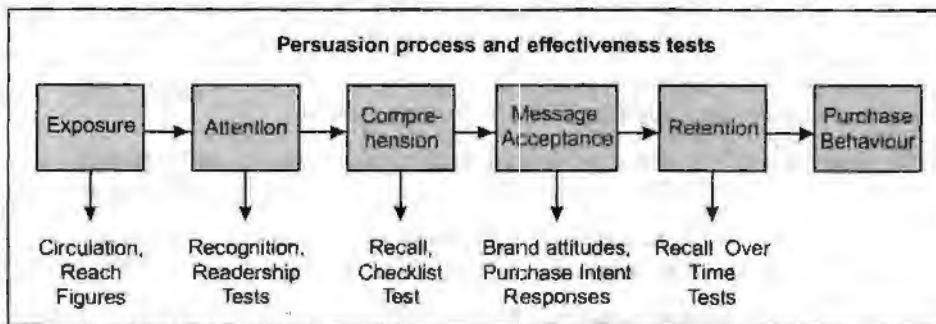 Persuasion process and effectiveness tests
Exposure
Attention
Compre-
hension
Message
Acceptance
Retention
Purchase
Behaviour
Circulation,
Reach
Figures
Recognition,
Readership
Tests
Recall,
Checklist
Test
Brand attitudes,
Purchase Intent
Responses
Recall Over
Time
Tests